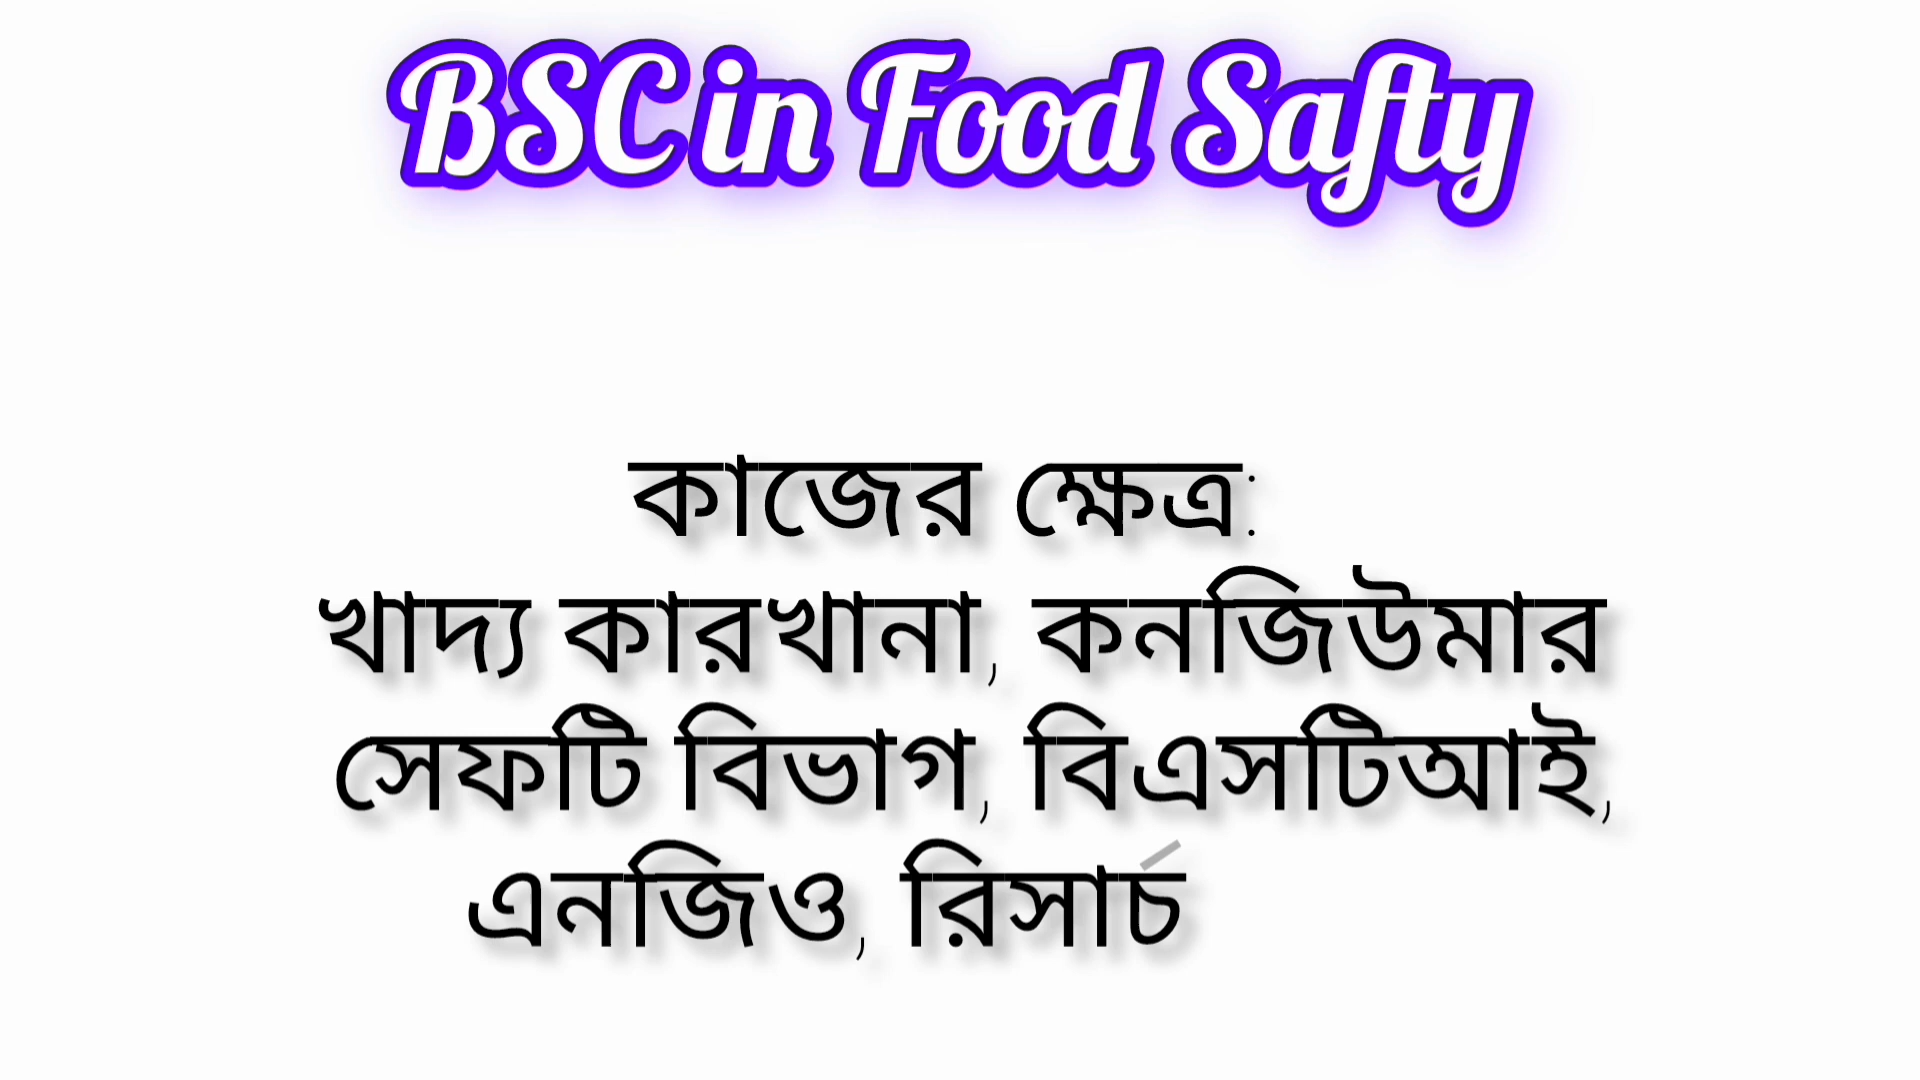 BSC in Food Safty
কাজের ক্ষেত্র:
খাদ্য কারখানা, কনজিউমার
সেফটি বিভাগ, বিএসটিআই,
এনজিও, রিসার্চ